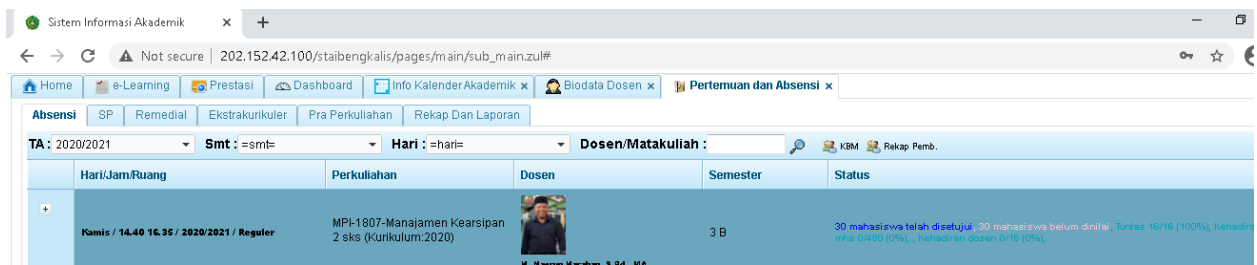 Sistem Informasi Akademik
Not secure | 202.152.42.100/staibengkalis/pages/main/sub_main.zul#
Home e-Learning Prestasi Dashboard Info Kalender Akademik Biodata Dosen Pertemuan dan Absensi
Absensi SP Remedial Ekstrakurikuler Pra Perkuliahan Rekap Dan Laporan
TA : 2020/2021 Smt : =smt= Hari : =hari= Dosen/Matakuliah : KBM Rekap Pemb.
Hari/Jam/Ruang Perkuliahan Dosen Semester Status
Kamis / 14.40 16.35 / 2020/2021 / Reguler
MPI-1807-Manajamen Kearsipan
2 sks (Kurikulum:2020)
3 B
30 mahasiswa telah disetujui, 30 mahasiswa belum dinilai, Tuntas 16/16 (100%), Kehadira
mhs 0/480 (0%), , Kehadiran dosen 0/16 (0%),